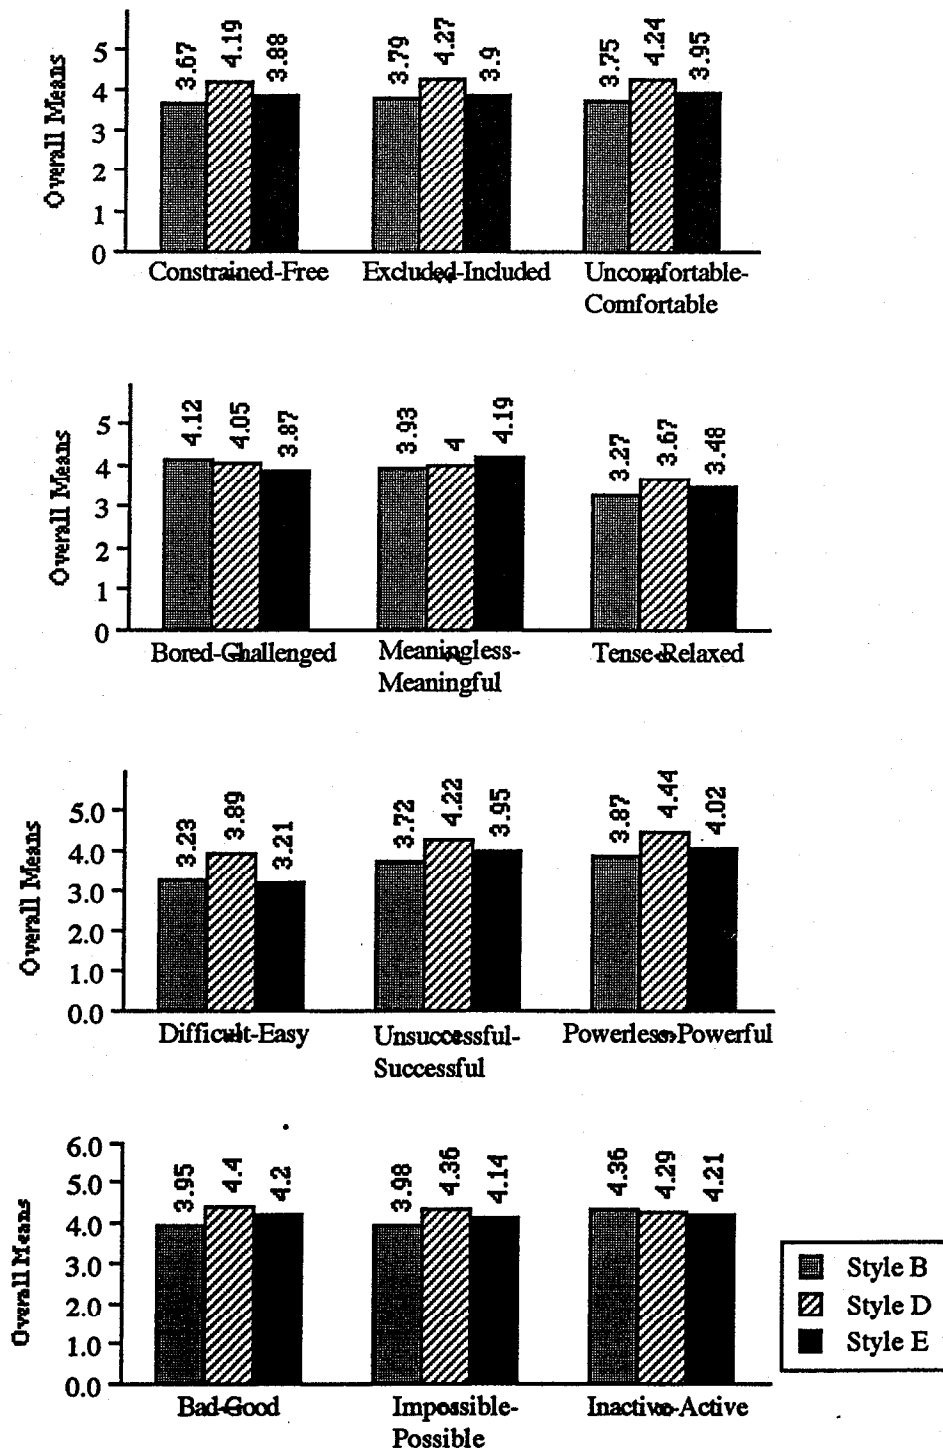 Overall Means
5
4
3
2
1
0
3.67 4.19 3.88 3.79 4.27 3.9 3.75 4.24 3.95
Constrained-Free Excluded-Included Uncomfortable-
Comfortable
Overall Means
5
4
3
2
1
0
4.12 4.05 3.87 3.93 4 4.19 3.27 3.67 3.48
Bored-Challenged Meaningless- Tense-Relaxed
Meaningful
Overall Means
5.0
4.0
3.0
2.0
1.0
0.0
3.23 3.89 3.21 3.72 4.22 3.95 3.87 4.44 4.02
Difficult-Easy Unsuccessful- Powerless-Powerful
Successful
Overall Means
6.0
5.0
4.0
3.0
2.0
1.0
0.0
3.95 4.4 4.2 3.98 4.36 4.14 4.36 4.29 4.21
Bad-Good Impossible- Inactive-Active
Possible
Style B
Style D
Style E